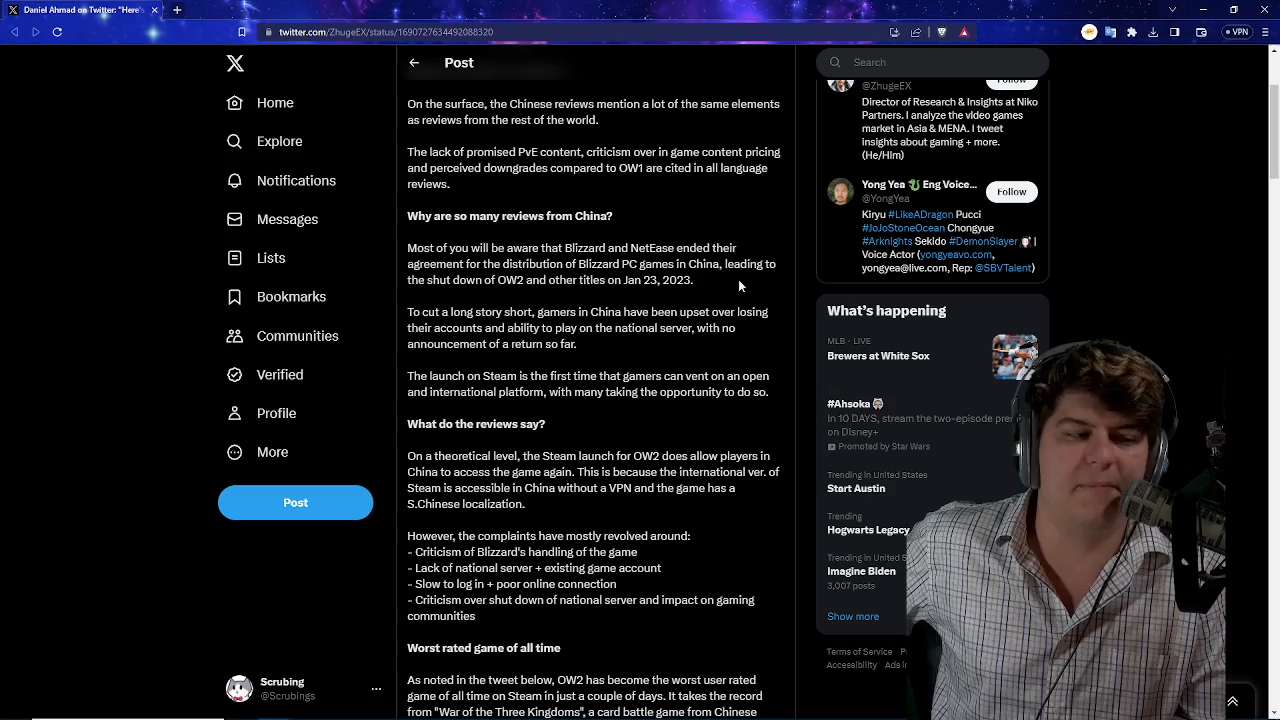 Daniel Ahmad on Twitter: "Here's
twitter.com/ZhugeEX/status/1690727634492088320
VPN
Home
Explore
Notifications
Messages
Lists
Bookmarks
Communities
Verified
Profile
More
Post
Scrubing
@Scrubings
Post
On the surface, the Chinese reviews mention a lot of the same elements
as reviews from the rest of the world.
The lack of promised PvE content, criticism over in game content pricing
and perceived downgrades compared to OW1 are cited in all language
reviews.
Why are so many reviews from China?
Most of you will be aware that Blizzard and NetEase ended their
agreement for the distribution of Blizzard PC games in China, leading to
the shut down of OW2 and other titles on Jan 23, 2023.
To cut a long story short, gamers in China have been upset over losing
their accounts and ability to play on the national server, with no
announcement of a return so far.
The launch on Steam is the first time that gamers can vent on an open
and international platform, with many taking the opportunity to do so.
What do the reviews say?
On a theoretical level, the Steam launch for OW2 does allow players in
China to access the game again. This is because the international ver. of
Steam is accessible in China without a VPN and the game has a
S.Chinese localization.
However, the complaints have mostly revolved around:
- Criticism of Blizzard's handling of the game
- Lack of national server + existing game account
- Slow to log in + poor online connection
- Criticism over shut down of national server and impact on gaming
communities
Worst rated game of all time
As noted in the tweet below, OW2 has become the worst user rated
game of all time on Steam in just a couple of days. It takes the record
from "War of the Three Kingdoms", a card battle game from Chinese
Search
@ZhugeEX
Follow
Director of Research & Insights at Niko
Partners. I analyze the video games
market in Asia & MENA. I tweet
insights about gaming + more.
(He/HIm)
Yong Yea 🐉 Eng Voice...
@YongYea
Follow
Kiryu #LikeADragon Pucci
#JoJoStoneOcean Chongyue
#Arknights Sekido #DemonSlayer |
Voice Actor (yongyeavo.com,
yongyea@live.com, Rep: @SBVTalent)
What's happening
MLB · LIVE
Brewers at White Sox
#Ahsoka
In 10 DAYS, stream the two-episode pre
on Disney+
Promoted by Star Wars
Trending in United States
Start Austin
Trending
Hogwarts Legacy
Trending in United S
Imagine Biden
3,007 posts
Show more
Terms of Service
Accessibility Ads